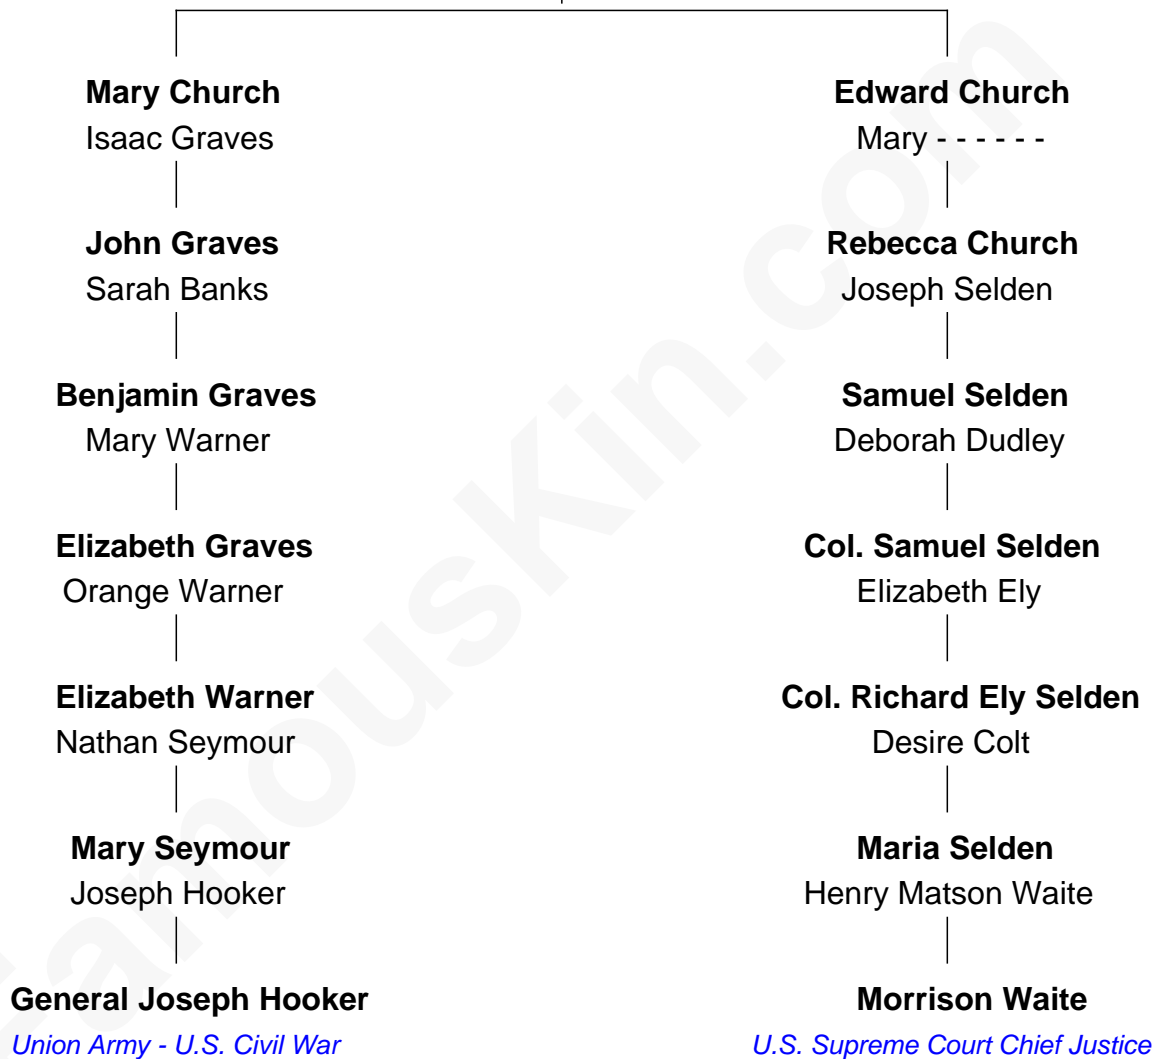 Mary Church
Isaac Graves
John Graves
Sarah Banks
Benjamin Graves
Mary Warner
Elizabeth Graves
Orange Warner
Elizabeth Warner
Nathan Seymour
Mary Seymour
Joseph Hooker
General Joseph Hooker
Union Army - U.S. Civil War
Edward Church
Mary - - - - - -
Rebecca Church
Joseph Selden
Samuel Selden
Deborah Dudley
Col. Samuel Selden
Elizabeth Ely
Col. Richard Ely Selden
Desire Colt
Maria Selden
Henry Matson Waite
Morrison Waite
U.S. Supreme Court Chief Justice
FamousKin.com